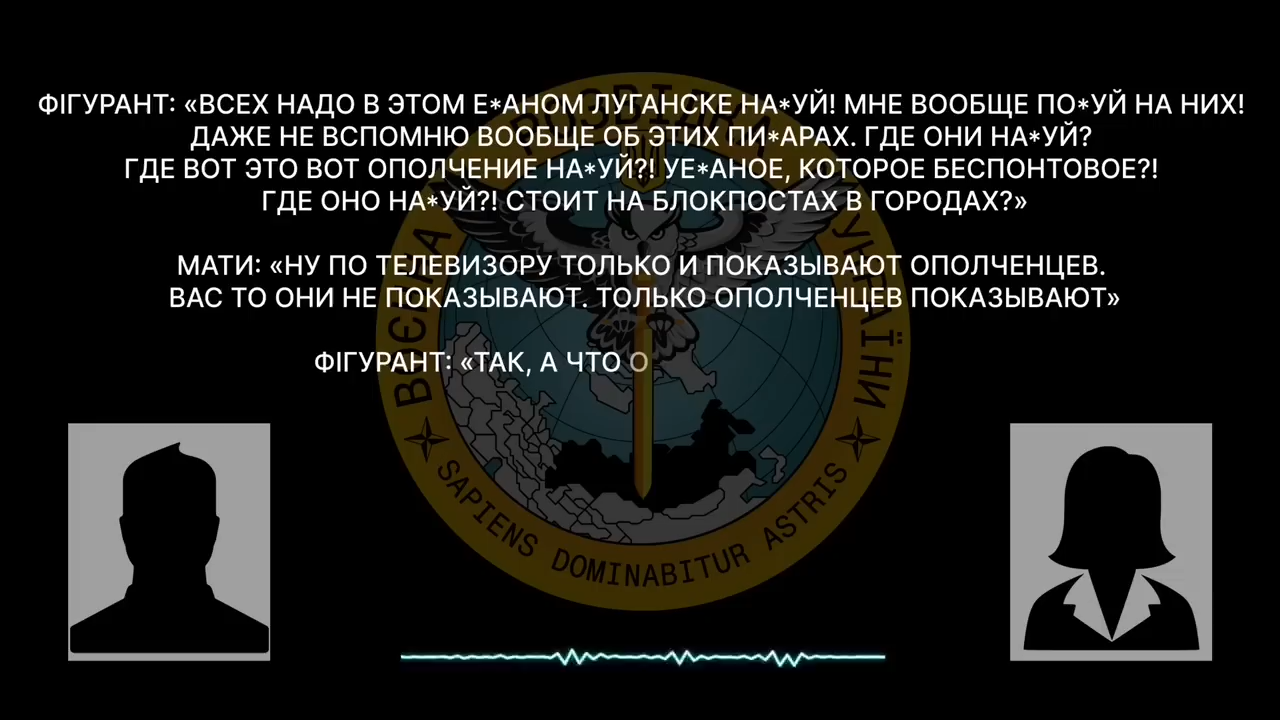 ФІГУРАНТ: «ВСЕХ НАДО В ЭТОМ Е*АНОМ ЛУГАНСКЕ НА*УЙ! МНЕ ВООБЩЕ ПО*УЙ НА НИХ!
ДАЖЕ НЕ ВСПОМНЮ ВООБЩЕ ОБ ЭТИХ ПИ*АРАХ. ГДЕ ОНИ НА*УЙ?
ГДЕ ВОТ ЭТО ВОТ ОПОЛЧЕНИЕ НА*УЙ?! УЕ*АНОЕ, КОТОРОЕ БЕСПОНТОВОЕ?!
ГДЕ ОНО НА*УЙ?! СТОИТ НА БЛОКПОСТАХ В ГОРОДАХ?»
МАТИ: «НУ ПО ТЕЛЕВИЗОРУ ТОЛЬКО И ПОКАЗЫВАЮТ ОПОЛЧЕНЦЕВ.
ВАС ТО ОНИ НЕ ПОКАЗЫВАЮТ. ТОЛЬКО ОПОЛЧЕНЦЕВ ПОКАЗЫВАЮТ»
ФІГУРАНТ: «ТАК, А ЧТО О
ВОЄННА РОЗВІДКА УКРАЇНИ
SAPIENS DOMINABITUR ASTRIS